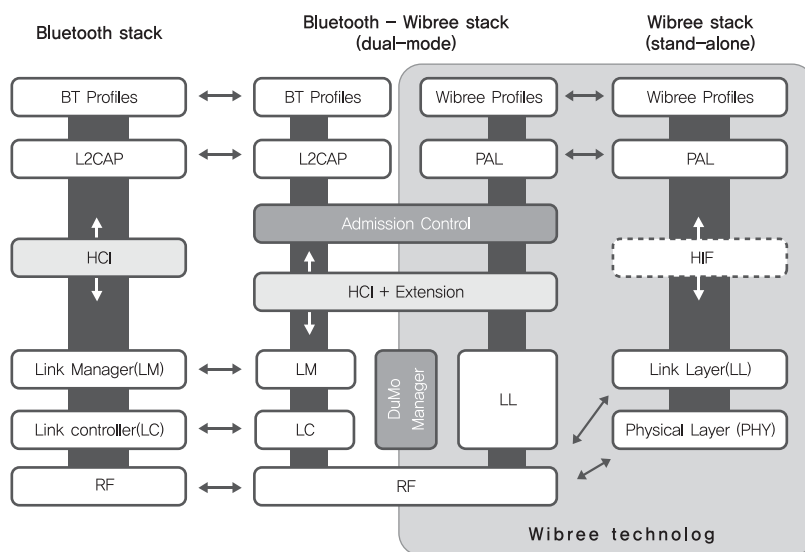 Bluetooth stack
Bluetooth – Wibree stack
(dual–mode)
Wibree stack
(stand–alone)
BT Profiles
BT Profiles
Wibree Profiles
Wibree Profiles
L2CAP
L2CAP
PAL
PAL
Admission Control
HCI
HIF
HCI + Extension
Link Manager(LM)
LM
DuMo
Manager
LL
Link Layer(LL)
Link controller(LC)
LC
Physical Layer (PHY)
RF
RF
Wibree technolog